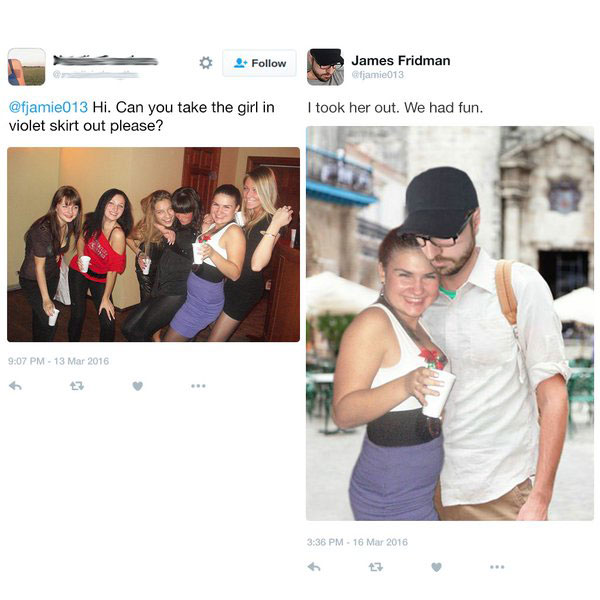 Follow
@fjamie013 Hi. Can you take the girl in
violet skirt out please?
9:07 PM - 13 Mar 2016
James Fridman
@fjamie013
I took her out. We had fun.
3:36 PM - 16 Mar 2016